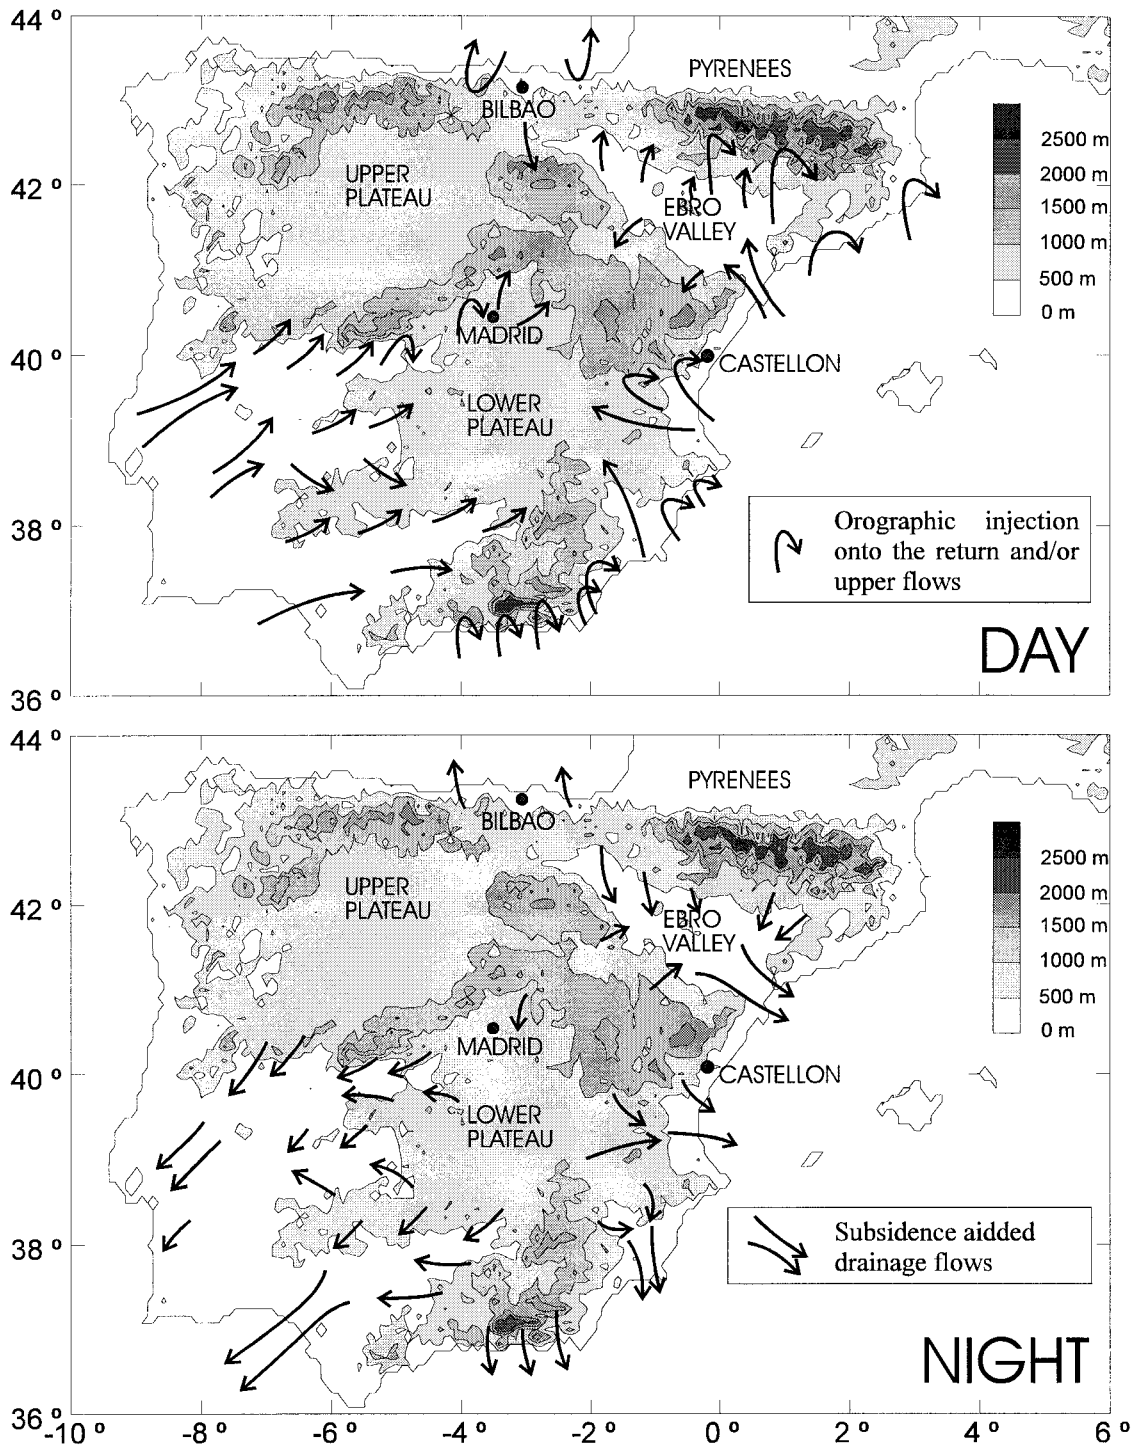 44 º
PYRENEES
BILBAO
2500 m
2000 m
1500 m
1000 m
500 m
0 m
UPPER
PLATEAU
42 º
EBRO
VALLEY
MADRID
40 º
CASTELLON
LOWER
PLATEAU
38 º
Orographic injection
onto the return and/or
upper flows
DAY
36 º
44 º
PYRENEES
BILBAO
2500 m
2000 m
1500 m
1000 m
500 m
0 m
UPPER
PLATEAU
42 º
EBRO
VALLEY
MADRID
40 º
CASTELLON
LOWER
PLATEAU
38 º
Subsidence aidded
drainage flows
NIGHT
36 º
-10 º -8 º -6 º -4 º -2 º 0 º 2 º 4 º 6 º